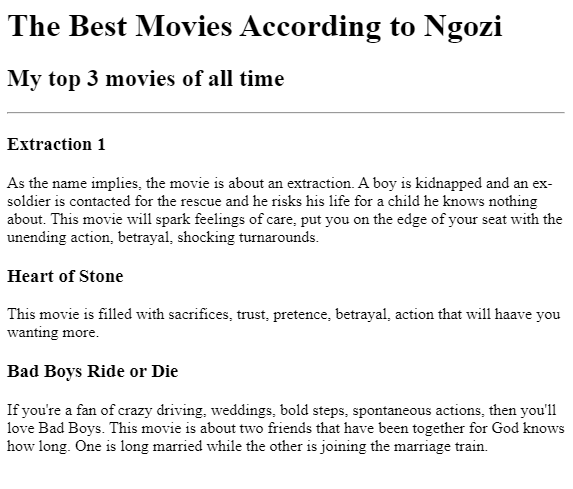 The Best Movies According to Ngozi
My top 3 movies of all time
Extraction 1
As the name implies, the movie is about an extraction. A boy is kidnapped and an ex-
soldier is contacted for the rescue and he risks his life for a child he knows nothing
about. This movie will spark feelings of care, put you on the edge of your seat with the
unending action, betrayal, shocking turnarounds.
Heart of Stone
This movie is filled with sacrifices, trust, pretence, betrayal, action that will haave you
wanting more.
Bad Boys Ride or Die
If you're a fan of crazy driving, weddings, bold steps, spontaneous actions, then you'll
love Bad Boys. This movie is about two friends that have been together for God knows
how long. One is long married while the other is joining the marriage train.